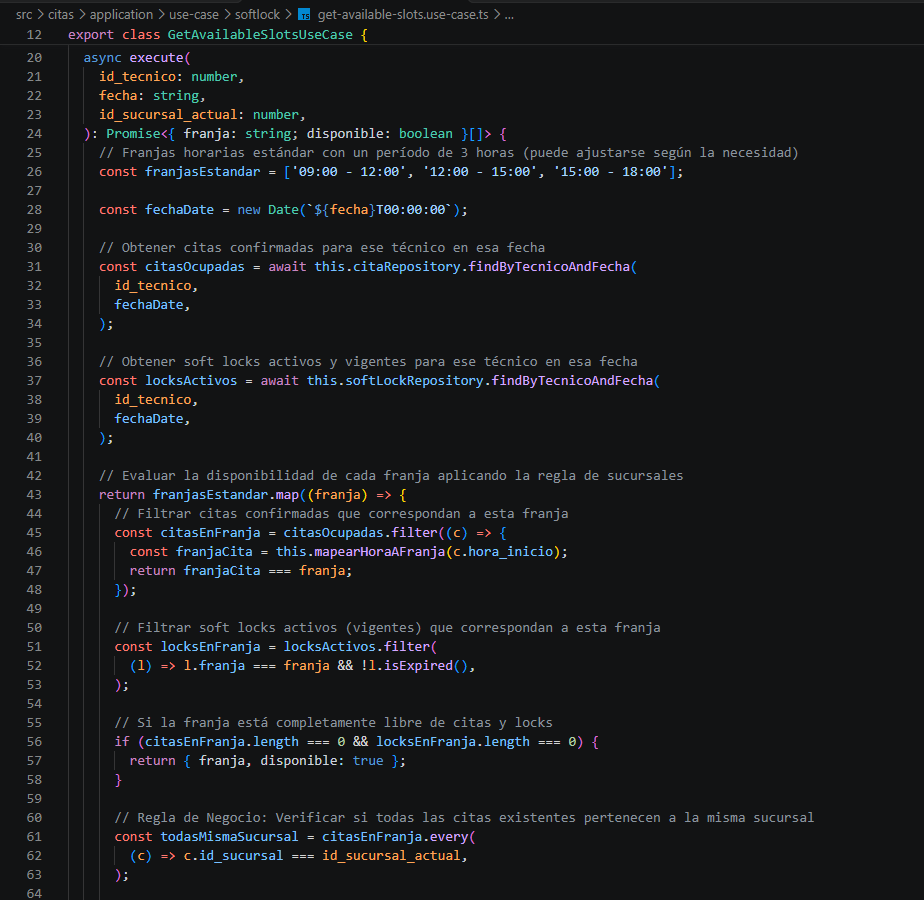 src > citas > application > use-case > softlock > TS get-available-slots.use-case.ts > ...
12 export class GetAvailableSlotsUseCase {
20 async execute(
21 id_tecnico: number,
22 fecha: string,
23 id_sucursal_actual: number,
24 ): Promise<{ franja: string; disponible: boolean }[]> {
25 // Franjas horarias estándar con un período de 3 horas (puede ajustarse según la necesidad)
26 const franjasEstandar = ['09:00 - 12:00', '12:00 - 15:00', '15:00 - 18:00'];
27
28 const fechaDate = new Date(`${fecha}T00:00:00`);
29
30 // Obtener citas confirmadas para ese técnico en esa fecha
31 const citasOcupadas = await this.citaRepository.findByTecnicoAndFecha(
32 id_tecnico,
33 fechaDate,
34 );
35
36 // Obtener soft locks activos y vigentes para ese técnico en esa fecha
37 const locksActivos = await this.softLockRepository.findByTecnicoAndFecha(
38 id_tecnico,
39 fechaDate,
40 );
41
42 // Evaluar la disponibilidad de cada franja aplicando la regla de sucursales
43 return franjasEstandar.map((franja) => {
44 // Filtrar citas confirmadas que correspondan a esta franja
45 const citasEnFranja = citasOcupadas.filter((c) => {
46 const franjaCita = this.mapearHoraAFranja(c.hora_inicio);
47 return franjaCita === franja;
48 });
49
50 // Filtrar soft locks activos (vigentes) que correspondan a esta franja
51 const locksEnFranja = locksActivos.filter(
52 (l) => l.franja === franja && !l.isExpired(),
53 );
54
55 // Si la franja está completamente libre de citas y locks
56 if (citasEnFranja.length === 0 && locksEnFranja.length === 0) {
57 return { franja, disponible: true };
58 }
59
60 // Regla de Negocio: Verificar si todas las citas existentes pertenecen a la misma sucursal
61 const todasMismaSucursal = citasEnFranja.every(
62 (c) => c.id_sucursal === id_sucursal_actual,
63 );
64